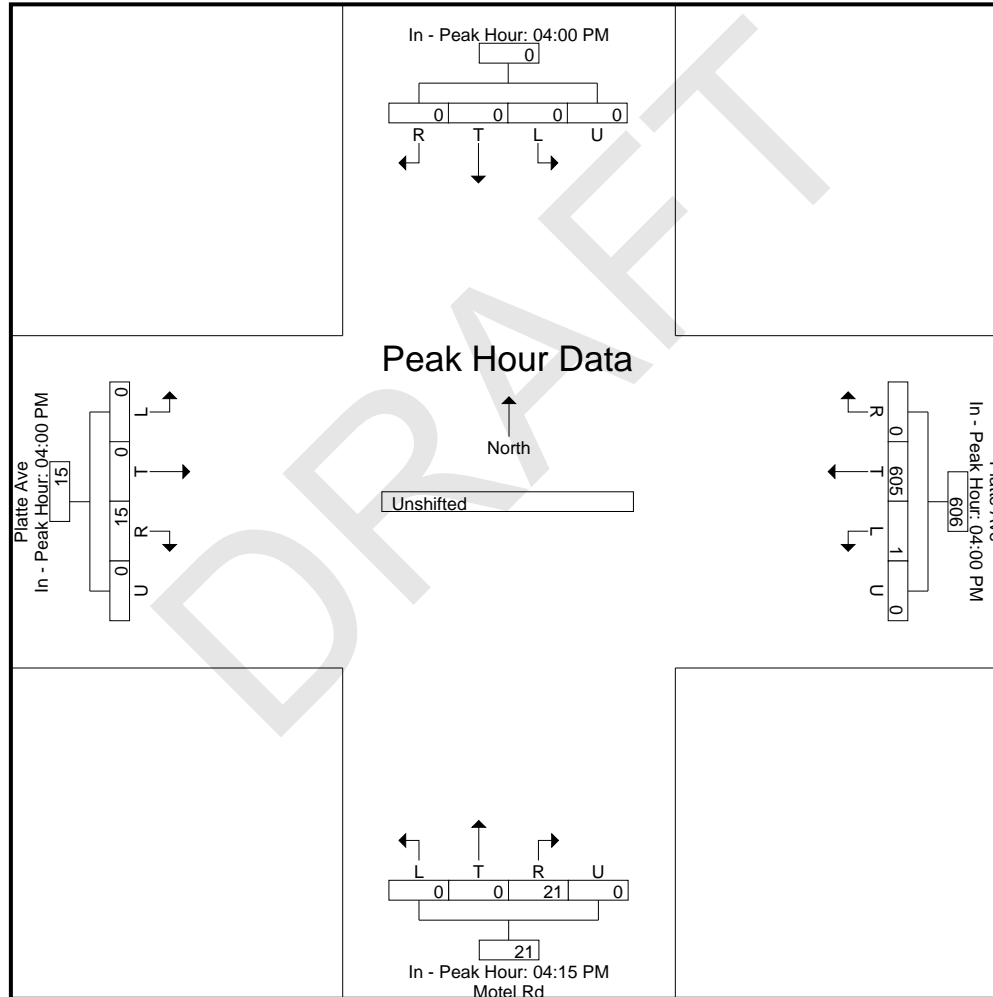 In - Peak Hour: 04:00 PM
0
0 0 0 0
R T L U
Peak Hour Data
North
Unshifted
Platte Ave
In - Peak Hour: 04:00 PM
15
0 0 15 0
L T R U
R T L U
0 605 1 0
606
In - Peak Hour: 04:00 PM
L T R U
0 0 21 0
21
In - Peak Hour: 04:15 PM
Motel Rd
DRAFT